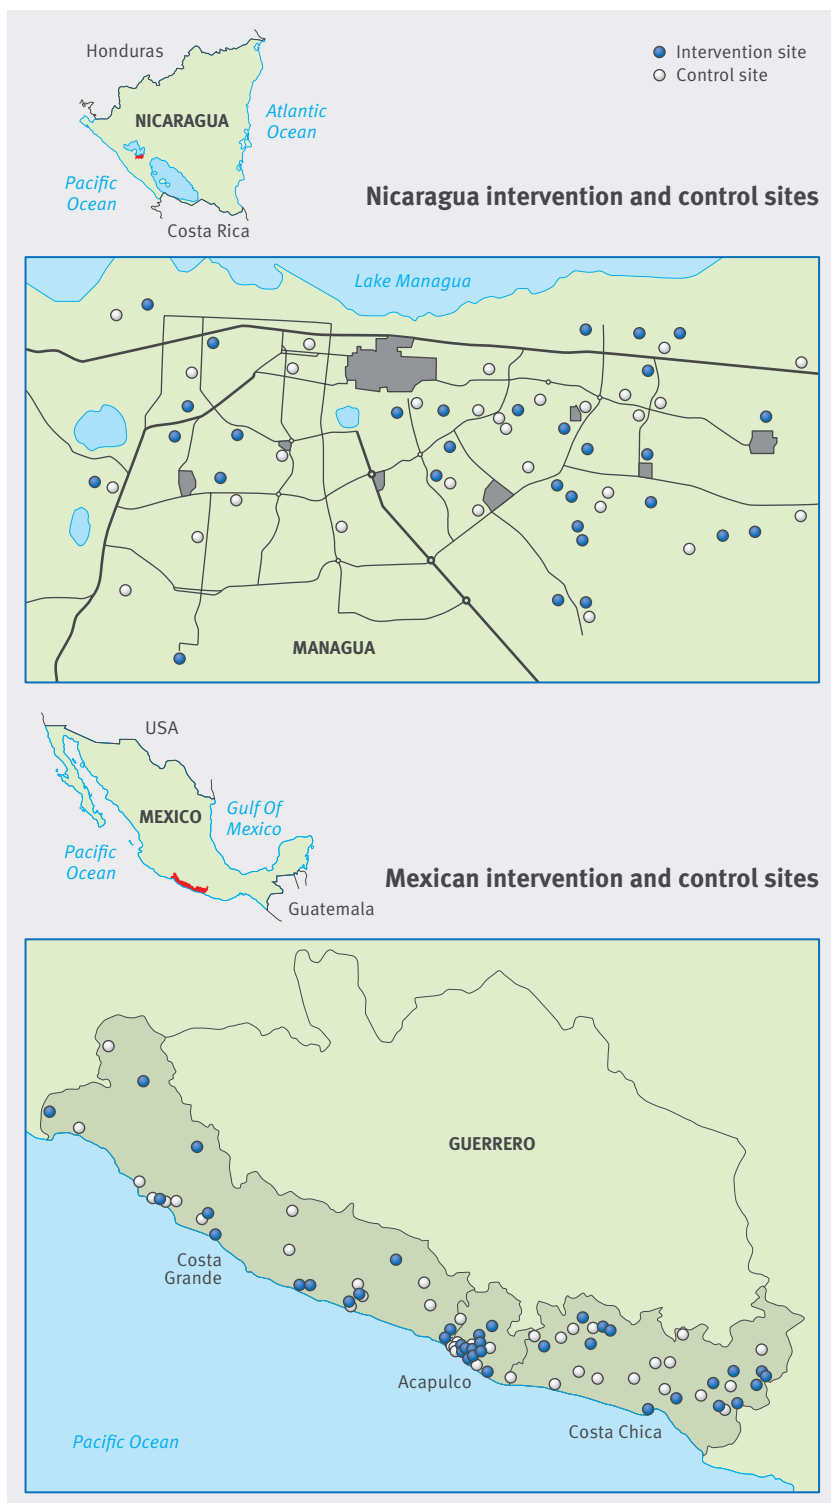 Honduras
Intervention site
Control site
NICARAGUA
Atlantic
Ocean
Pacific
Ocean
Costa Rica
Nicaragua intervention and control sites
Lake Managua
MANAGUA
USA
MEXICO
Gulf Of
Mexico
Pacific
Ocean
Guatemala
Mexican intervention and control sites
GUERRERO
Costa
Grande
Acapulco
Costa Chica
Pacific Ocean